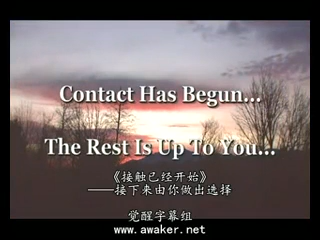 Contact Has Begun...
The Rest Is Up To You...
《接触已经开始》
——接下来由你做出选择
觉醒字幕组
www.awaker.net